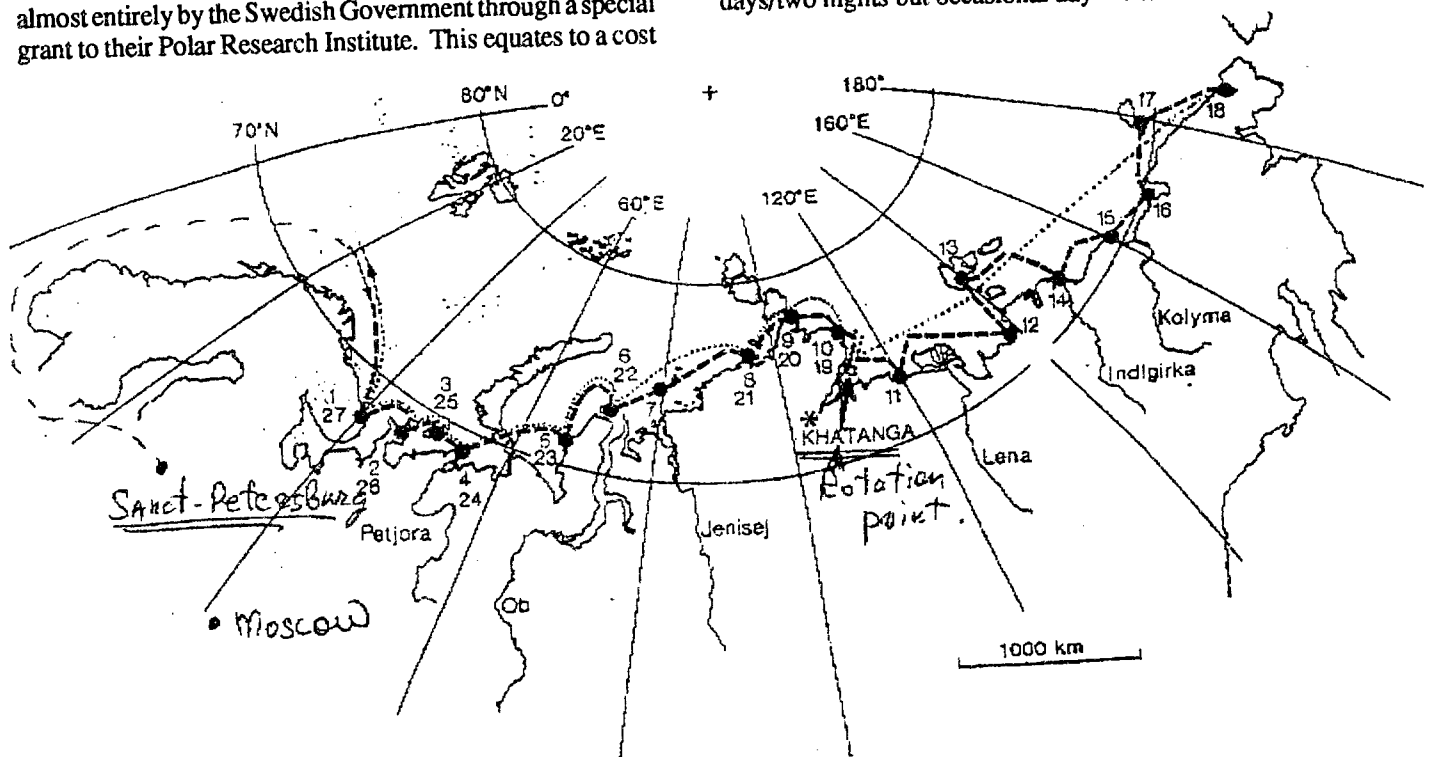 almost entirely by the Swedish Government through a special
grant to their Polar Research Institute. This equates to a cost
days/two nights but occasional day
80°N
0°
70°N
20°E
60°E
120°E
180°
160°E
17
18
16
15
13
14
12
Kolyma
Indigirka
9
20
10
19
11
8
21
6
22
7
3
25
1
27
5
23
2
26
4
24
KHATANGA
Lena
Rotation
point.
Sanct-Petersburg
Petjora
Jenisej
Ob
Moscow
1000 km